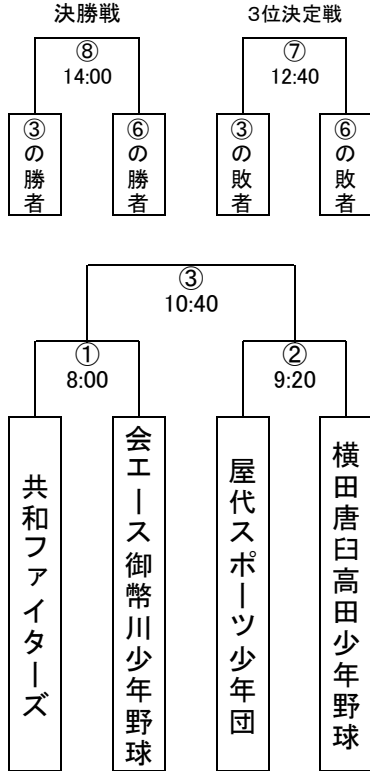 決勝戦
3位決定戦
⑧
14:00
⑦
12:40
③の勝者
⑥の勝者
③の敗者
⑥の敗者
③
10:40
①
8:00
②
9:20
共和ファイターズ
会エース御幣川少年野球
屋代スポーツ少年団
横田唐臼高田少年野球